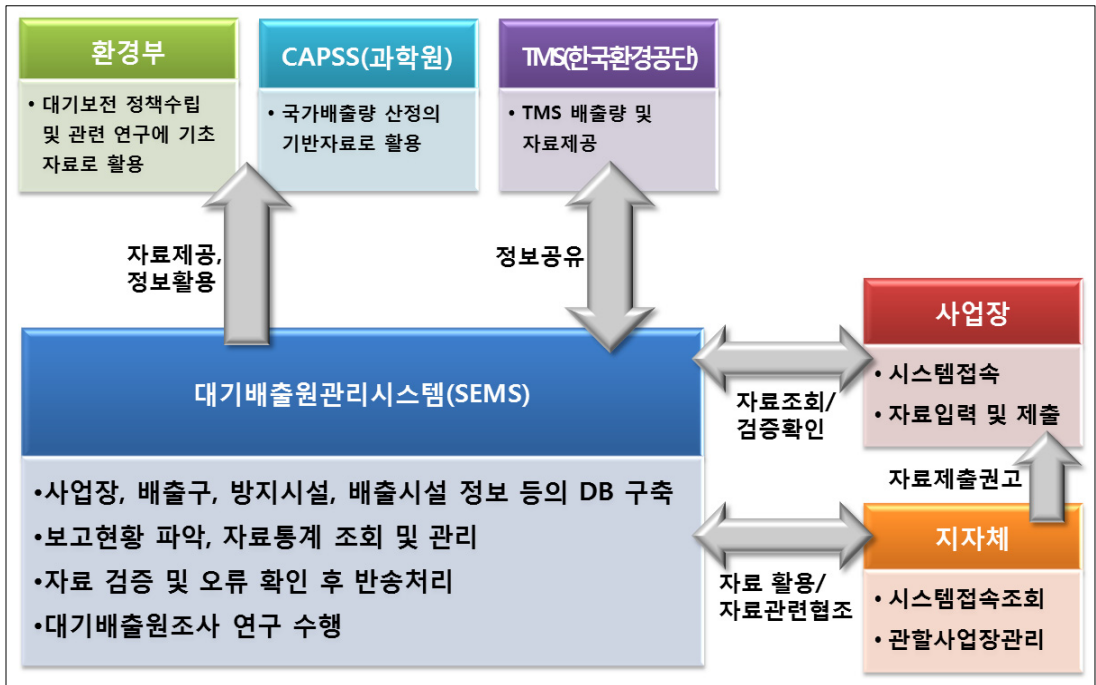 환경부
• 대기보전 정책수립
및 관련 연구에 기초
자료로 활용
CAPSS(과학원)
• 국가배출량 산정의
기반자료로 활용
TMS(한국환경공단)
• TMS 배출량 및
자료제공
자료제공,
정보활용
정보공유
대기배출원관리시스템(SEMS)
•사업장, 배출구, 방지시설, 배출시설 정보 등의 DB 구축
•보고현황 파악, 자료통계 조회 및 관리
•자료 검증 및 오류 확인 후 반송처리
•대기배출원조사 연구 수행
자료조회/
검증확인
사업장
• 시스템접속
• 자료입력 및 제출
자료제출권고
자료 활용/
자료관련협조
지자체
• 시스템접속조회
• 관할사업장관리